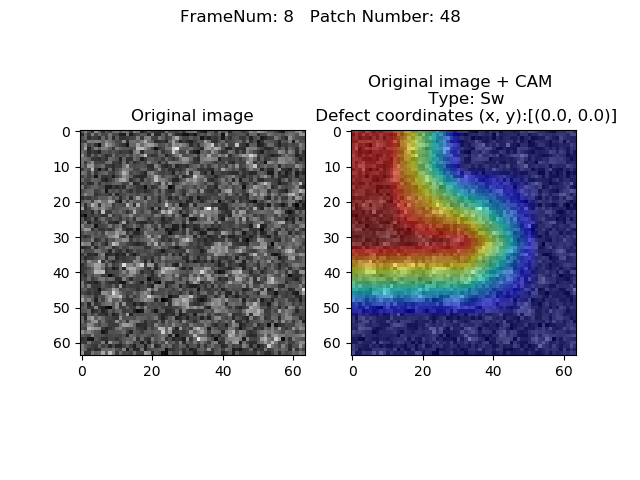 FrameNum: 8   Patch Number: 48
Original image
0
10
20
30
40
50
60
0 20 40 60
Original image + CAM
Type: Sw
Defect coordinates (x, y):[(0.0, 0.0)]
0
10
20
30
40
50
60
0 20 40 60